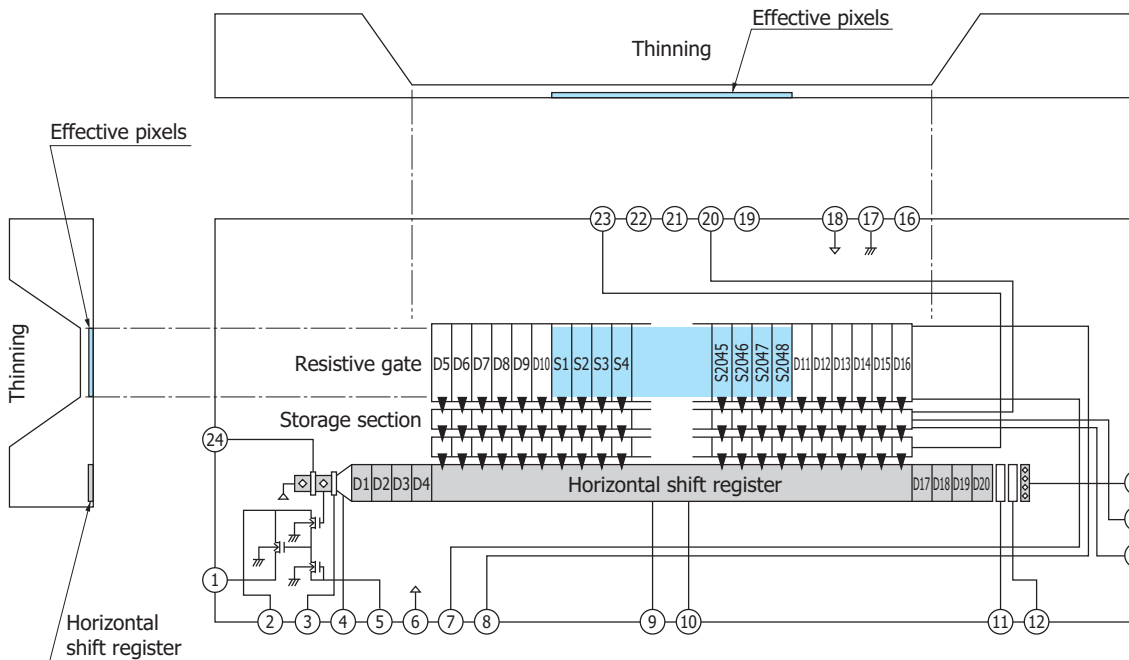 Effective pixels
Thinning
Effective pixels
23 22 21 20 19 18 17 16
Thinning
Resistive gate
D5 D6 D7 D8 D9 D10 S1 S2 S3 S4 S2045 S2046 S2047 S2048 D11 D12 D13 D14 D15 D16
Storage section
24
D1 D2 D3 D4 Horizontal shift register D17 D18 D19 D20
1
2 3 4 5 6 7 8 9 10 11 12
Horizontal
shift register